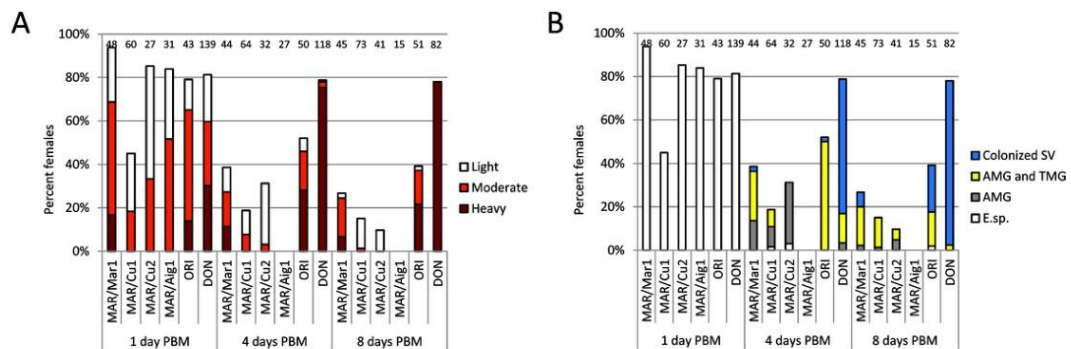 A
100%
80%
60%
40%
20%
0%
Percent females
48 60 27 31 43 139 44 64 32 27 50 118 45 73 41 15 51 82
Light
Moderate
Heavy
MAR/Mar1 MAR/Cu1 MAR/Cu2 MAR/Aig1 ORI DON MAR/Mar1 MAR/Cu1 MAR/Cu2 MAR/Aig1 ORI DON MAR/Mar1 MAR/Cu1 MAR/Cu2 MAR/Aig1 ORI DON
1 day PBM 4 days PBM 8 days PBM
B
100%
80%
60%
40%
20%
0%
Percent females
48 60 27 31 43 139 44 64 32 27 50 118 45 73 41 15 51 82
Colonized SV
AMG and TMG
AMG
E.sp.
MAR/Mar1 MAR/Cu1 MAR/Cu2 MAR/Aig1 ORI DON MAR/Mar1 MAR/Cu1 MAR/Cu2 MAR/Aig1 ORI DON MAR/Mar1 MAR/Cu1 MAR/Cu2 MAR/Aig1 ORI DON
1 day PBM 4 days PBM 8 days PBM